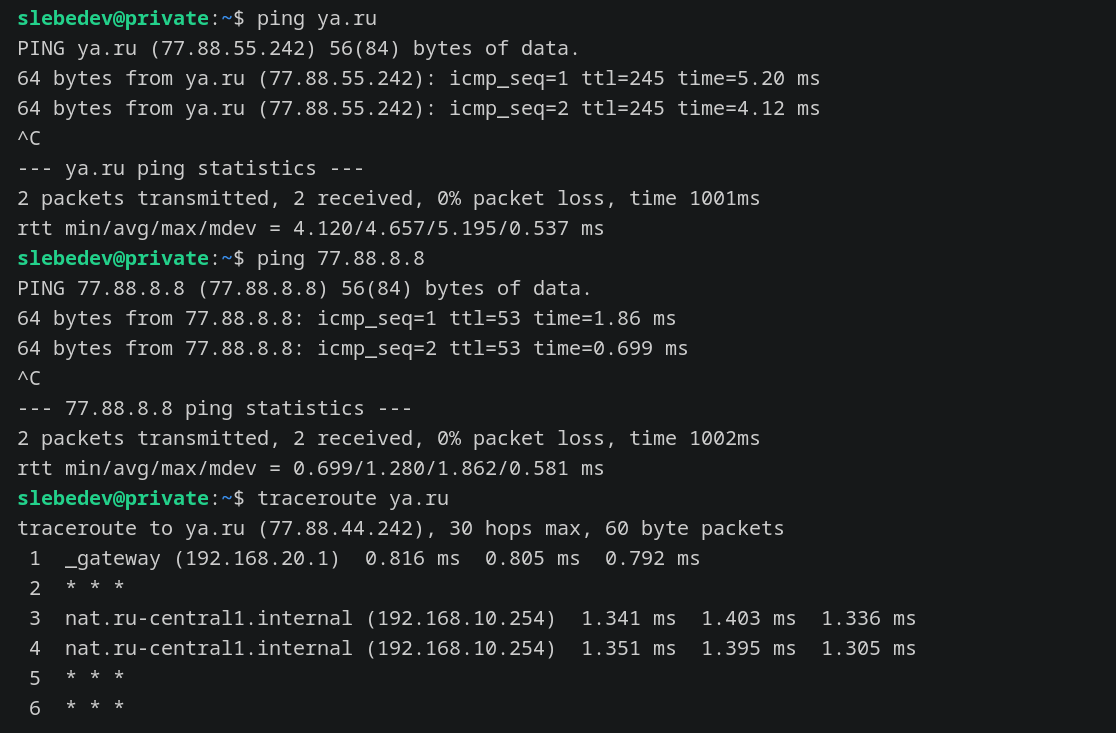 slebedev@private:~$ ping ya.ru
PING ya.ru (77.88.55.242) 56(84) bytes of data.
64 bytes from ya.ru (77.88.55.242): icmp_seq=1 ttl=245 time=5.20 ms
64 bytes from ya.ru (77.88.55.242): icmp_seq=2 ttl=245 time=4.12 ms
^C
--- ya.ru ping statistics ---
2 packets transmitted, 2 received, 0% packet loss, time 1001ms
rtt min/avg/max/mdev = 4.120/4.657/5.195/0.537 ms
slebedev@private:~$ ping 77.88.8.8
PING 77.88.8.8 (77.88.8.8) 56(84) bytes of data.
64 bytes from 77.88.8.8: icmp_seq=1 ttl=53 time=1.86 ms
64 bytes from 77.88.8.8: icmp_seq=2 ttl=53 time=0.699 ms
^C
--- 77.88.8.8 ping statistics ---
2 packets transmitted, 2 received, 0% packet loss, time 1002ms
rtt min/avg/max/mdev = 0.699/1.280/1.862/0.581 ms
slebedev@private:~$ traceroute ya.ru
traceroute to ya.ru (77.88.44.242), 30 hops max, 60 byte packets
 1  _gateway (192.168.20.1)  0.816 ms  0.805 ms  0.792 ms
 2  * * *
 3  nat.ru-central1.internal (192.168.10.254)  1.341 ms  1.403 ms  1.336 ms
 4  nat.ru-central1.internal (192.168.10.254)  1.351 ms  1.395 ms  1.305 ms
 5  * * *
 6  * * *